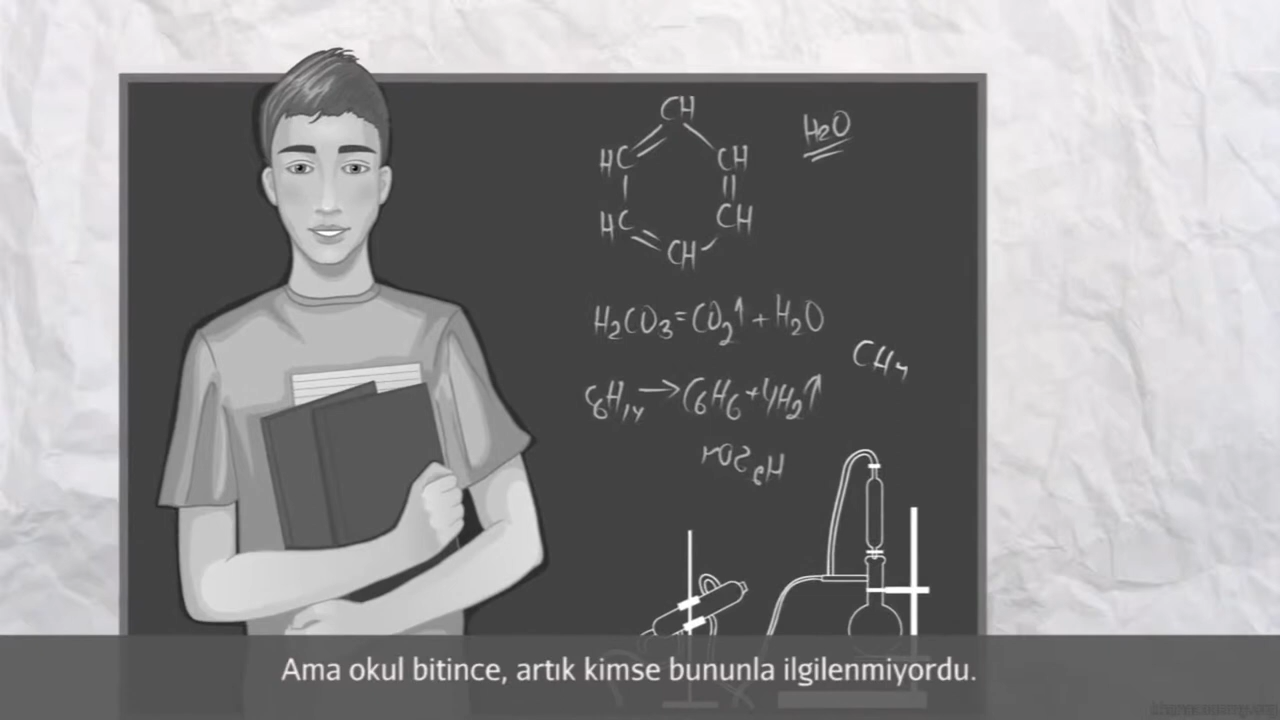 CH
H2O
HC CH
HC CH
CH
H₂CO₃=CO₂↑+H₂O
CH₄
C₆H₁₄→C₆H₆+4H₂↑
Ama okul bitince, artık kimse bununla ilgilenmiyordu.